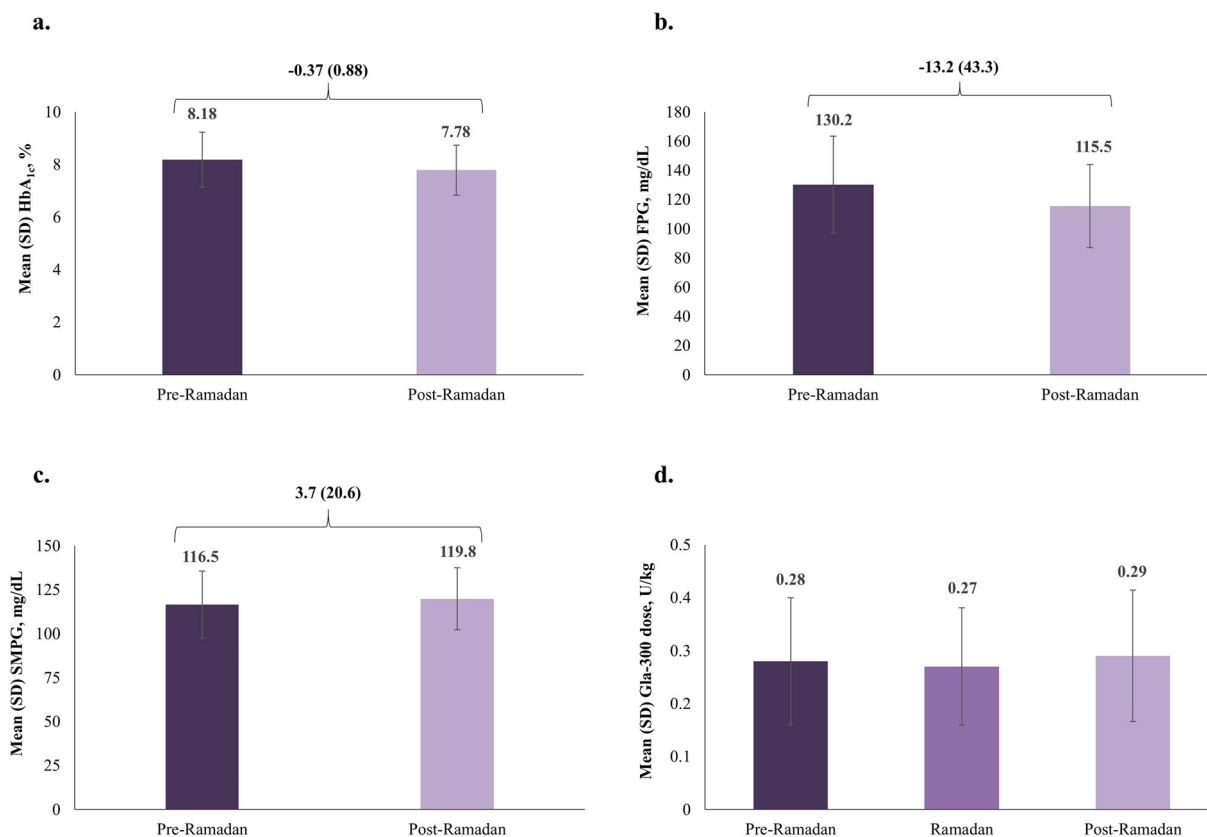 a.
-0.37 (0.88)
Mean (SD) HbA1c, %
10
8
6
4
2
0
8.18
7.78
Pre-Ramadan
Post-Ramadan
b.
-13.2 (43.3)
Mean (SD) FPG, mg/dL
180
160
140
120
100
80
60
40
20
0
130.2
115.5
Pre-Ramadan
Post-Ramadan
c.
3.7 (20.6)
Mean (SD) SMPG, mg/dL
150
125
100
75
50
25
0
116.5
119.8
Pre-Ramadan
Post-Ramadan
d.
Mean (SD) Gla-300 dose, U/kg
0.5
0.4
0.3
0.2
0.1
0
0.28
0.27
0.29
Pre-Ramadan
Ramadan
Post-Ramadan